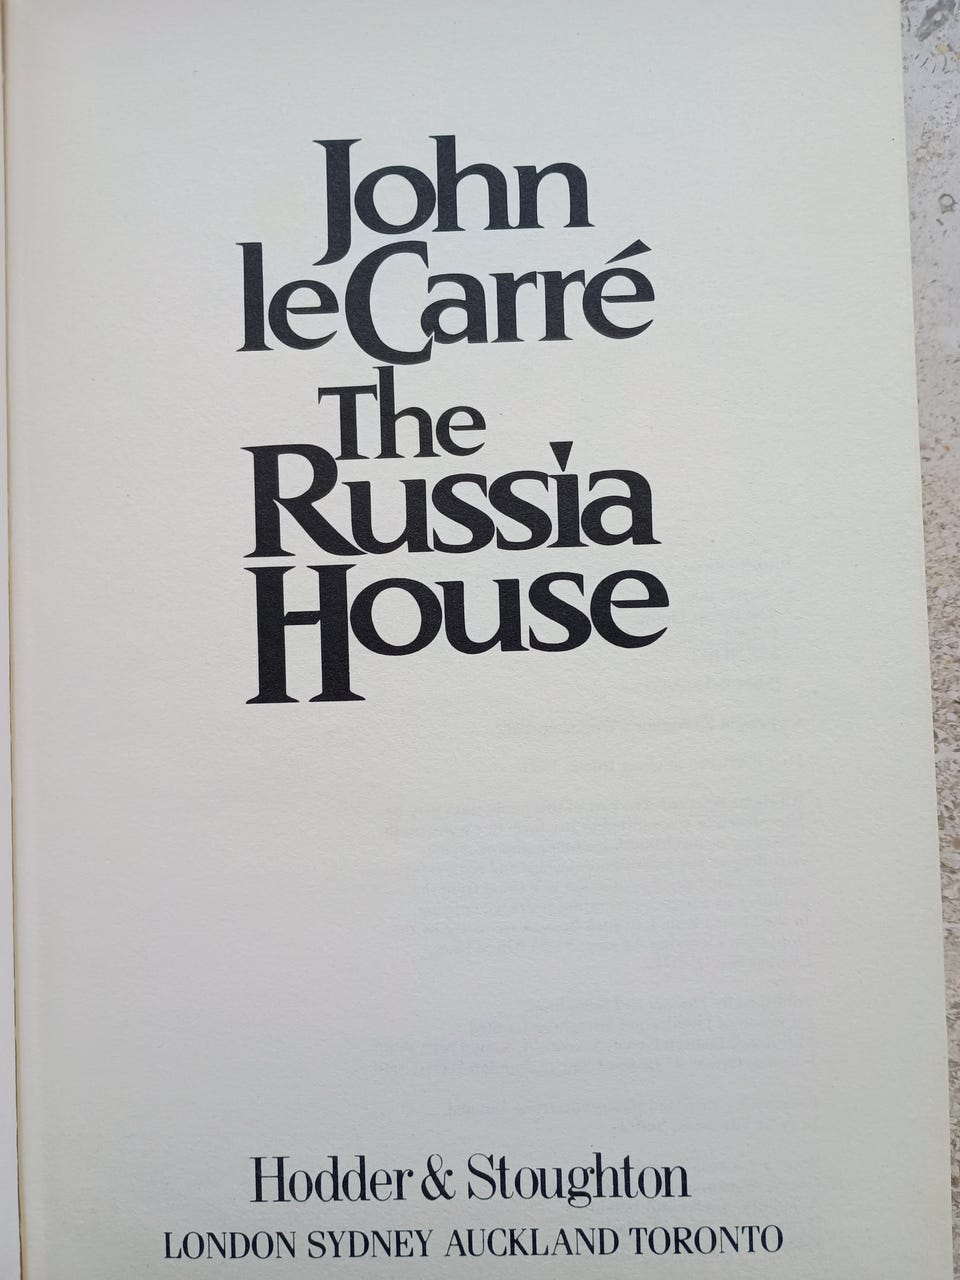 John
le Carré
The
Russia
House
Hodder & Stoughton
LONDON SYDNEY AUCKLAND TORONTO